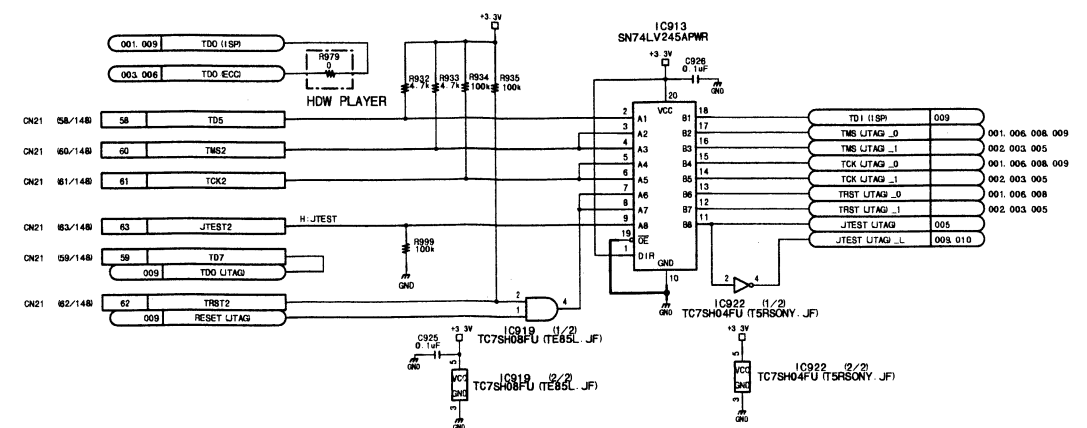 +3.3V
IC913
SN74LV245APWR
001. 009 TDO (ISP)
003. 006 TDO (ECC)
R979
0
HDW PLAYER
R932
4.7k
R933
4.7k
R934
100k
R935
100k
+3.3V
C926
0.1uF
GND
20
VCC
CN21 (58/148) 58 TD5
CN21 (60/148) 60 TMS2
CN21 (61/148) 61 TCK2
CN21 (63/148) 63 JTEST2
H:JTEST
R999
100k
GND
CN21 (59/148) 59 TD7
009 TDO (JTAG)
CN21 (62/148) 62 TRST2
009 RESET (JTAG)
2 A1 B1 18
3 A2 B2 17
4 A3 B3 16
5 A4 B4 15
6 A5 B5 14
7 A6 B6 13
8 A7 B7 12
9 A8 B8 11
19 OE
1 DIR
GND
10
GND
TDI (ISP) 009
TMS (JTAG)_0 001. 006. 008. 009
TMS (JTAG)_1 002. 003. 005
TCK (JTAG)_0 001. 006. 008. 009
TCK (JTAG)_1 002. 003. 005
TRST (JTAG)_0 001. 006. 008
TRST (JTAG)_1 002. 003. 005
JTEST (JTAG) 005
JTEST (JTAG)_L 009. 010
2
1
4
IC919 (1/2)
TC7SH08FU (TE85L. JF)
2 4
IC922 (1/2)
TC7SH04FU (T5RSONY. JF)
C925
0.1uF
GND
+3.3V
5
VCC
GND
3
GND
IC919 (2/2)
TC7SH08FU (TE85L. JF)
+3.3V
5
VCC
GND
3
GND
IC922 (2/2)
TC7SH04FU (T5RSONY. JF)